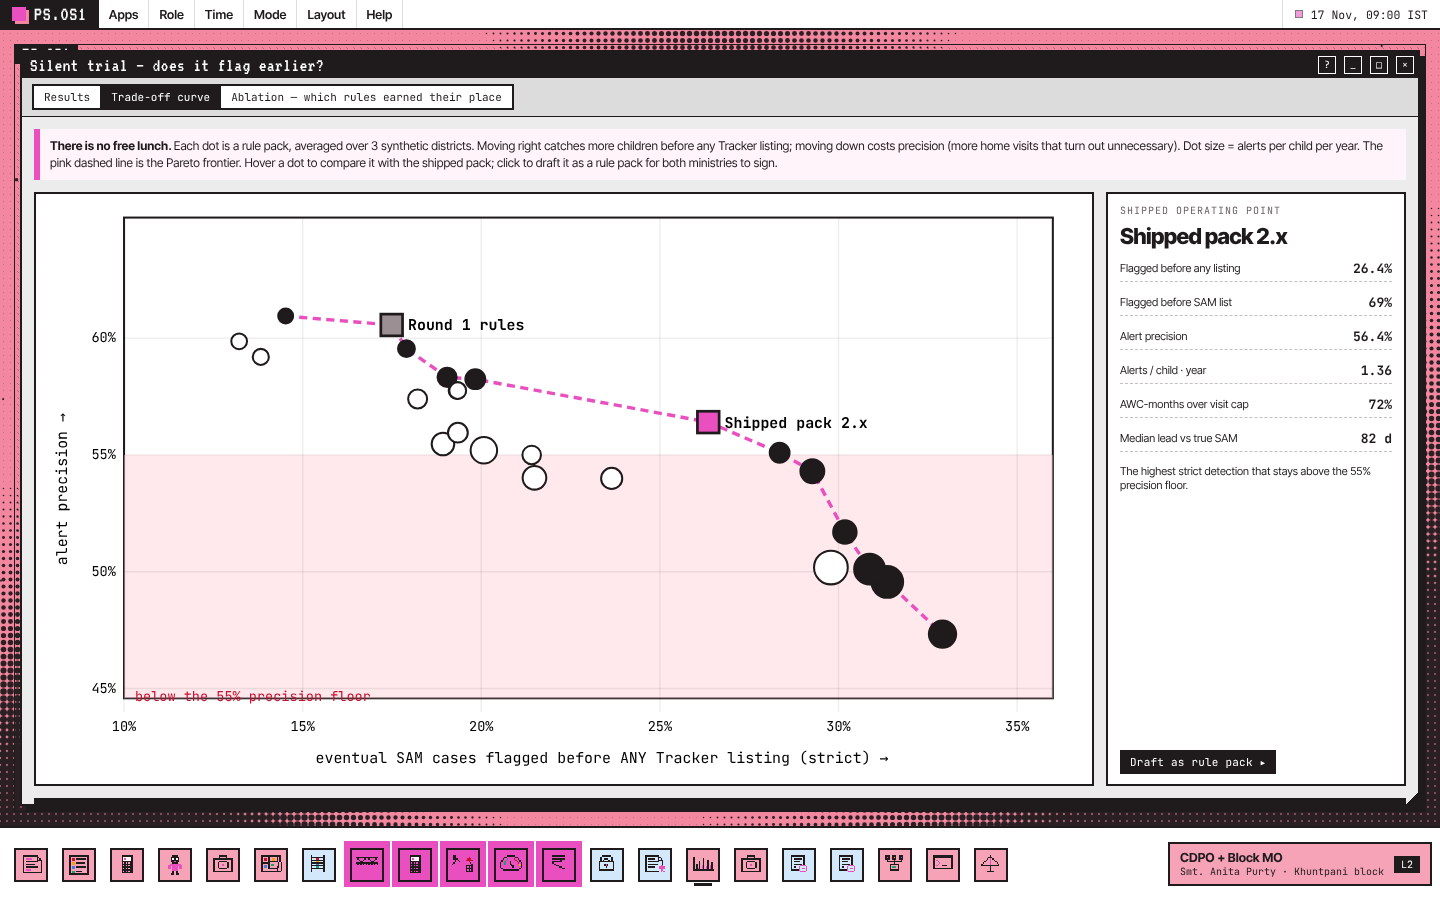 PS.OS1
Apps
Role
Time
Mode
Layout
Help
17 Nov, 09:00 IST
Silent trial — does it flag earlier?
?
_
□
×
Results
Trade-off curve
Ablation — which rules earned their place
There is no free lunch. Each dot is a rule pack, averaged over 3 synthetic districts. Moving right catches more children before any Tracker listing; moving down costs precision (more home visits that turn out unnecessary). Dot size = alerts per child per year. The
pink dashed line is the Pareto frontier. Hover a dot to compare it with the shipped pack; click to draft it as a rule pack for both ministries to sign.
alert precision →
60%
55%
50%
45%
Round 1 rules
Shipped pack 2.x
below the 55% precision floor
10%
15%
20%
25%
30%
35%
eventual SAM cases flagged before ANY Tracker listing (strict) →
SHIPPED OPERATING POINT
Shipped pack 2.x
Flagged before any listing 26.4%
Flagged before SAM list 69%
Alert precision 56.4%
Alerts / child · year 1.36
AWC-months over visit cap 72%
Median lead vs true SAM 82 d
The highest strict detection that stays above the 55%
precision floor.
Draft as rule pack ▸
CDPO + Block MO
Smt. Anita Purty · Khuntpani block
L2